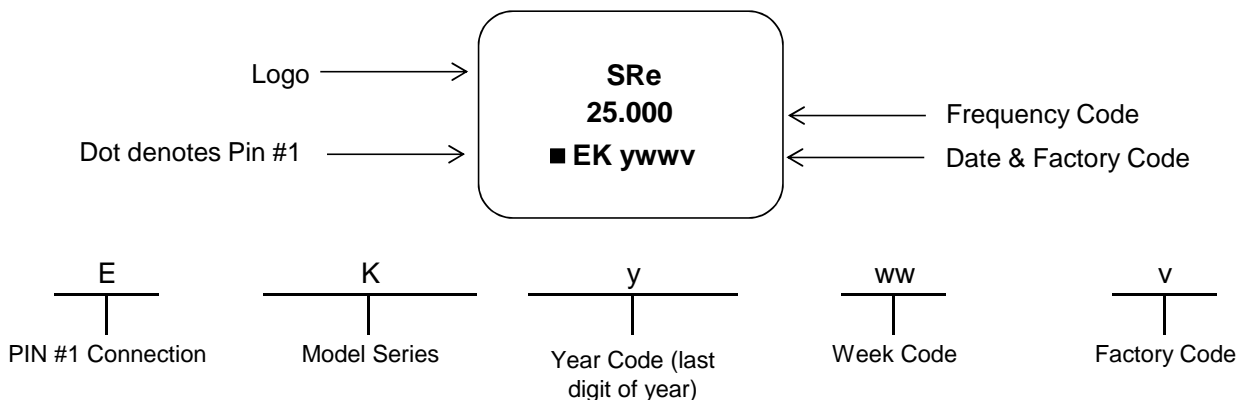 SRe
Logo
25.000
Frequency Code
Dot denotes Pin #1
■ EK ywwv
Date & Factory Code
E K y ww v
PIN #1 Connection
Model Series
Year Code (last
digit of year)
Week Code
Factory Code